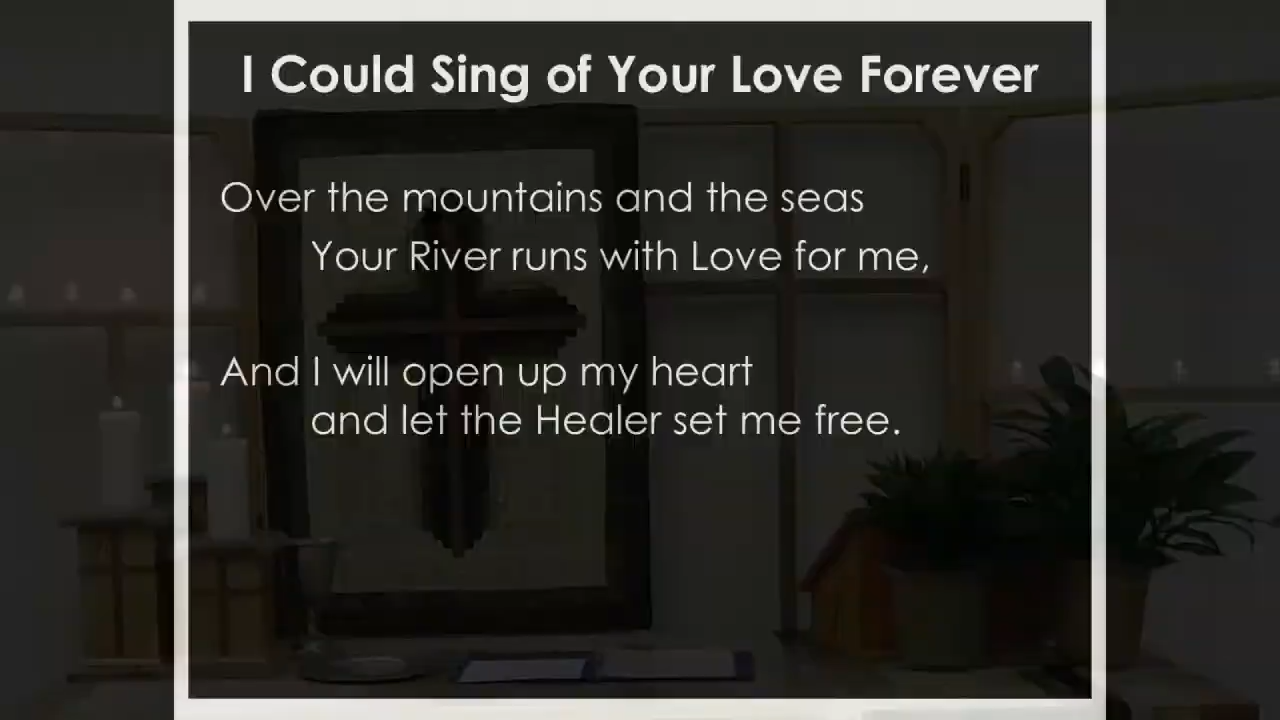 I Could Sing of Your Love Forever
Over the mountains and the seas
Your River runs with Love for me,
And I will open up my heart
and let the Healer set me free.